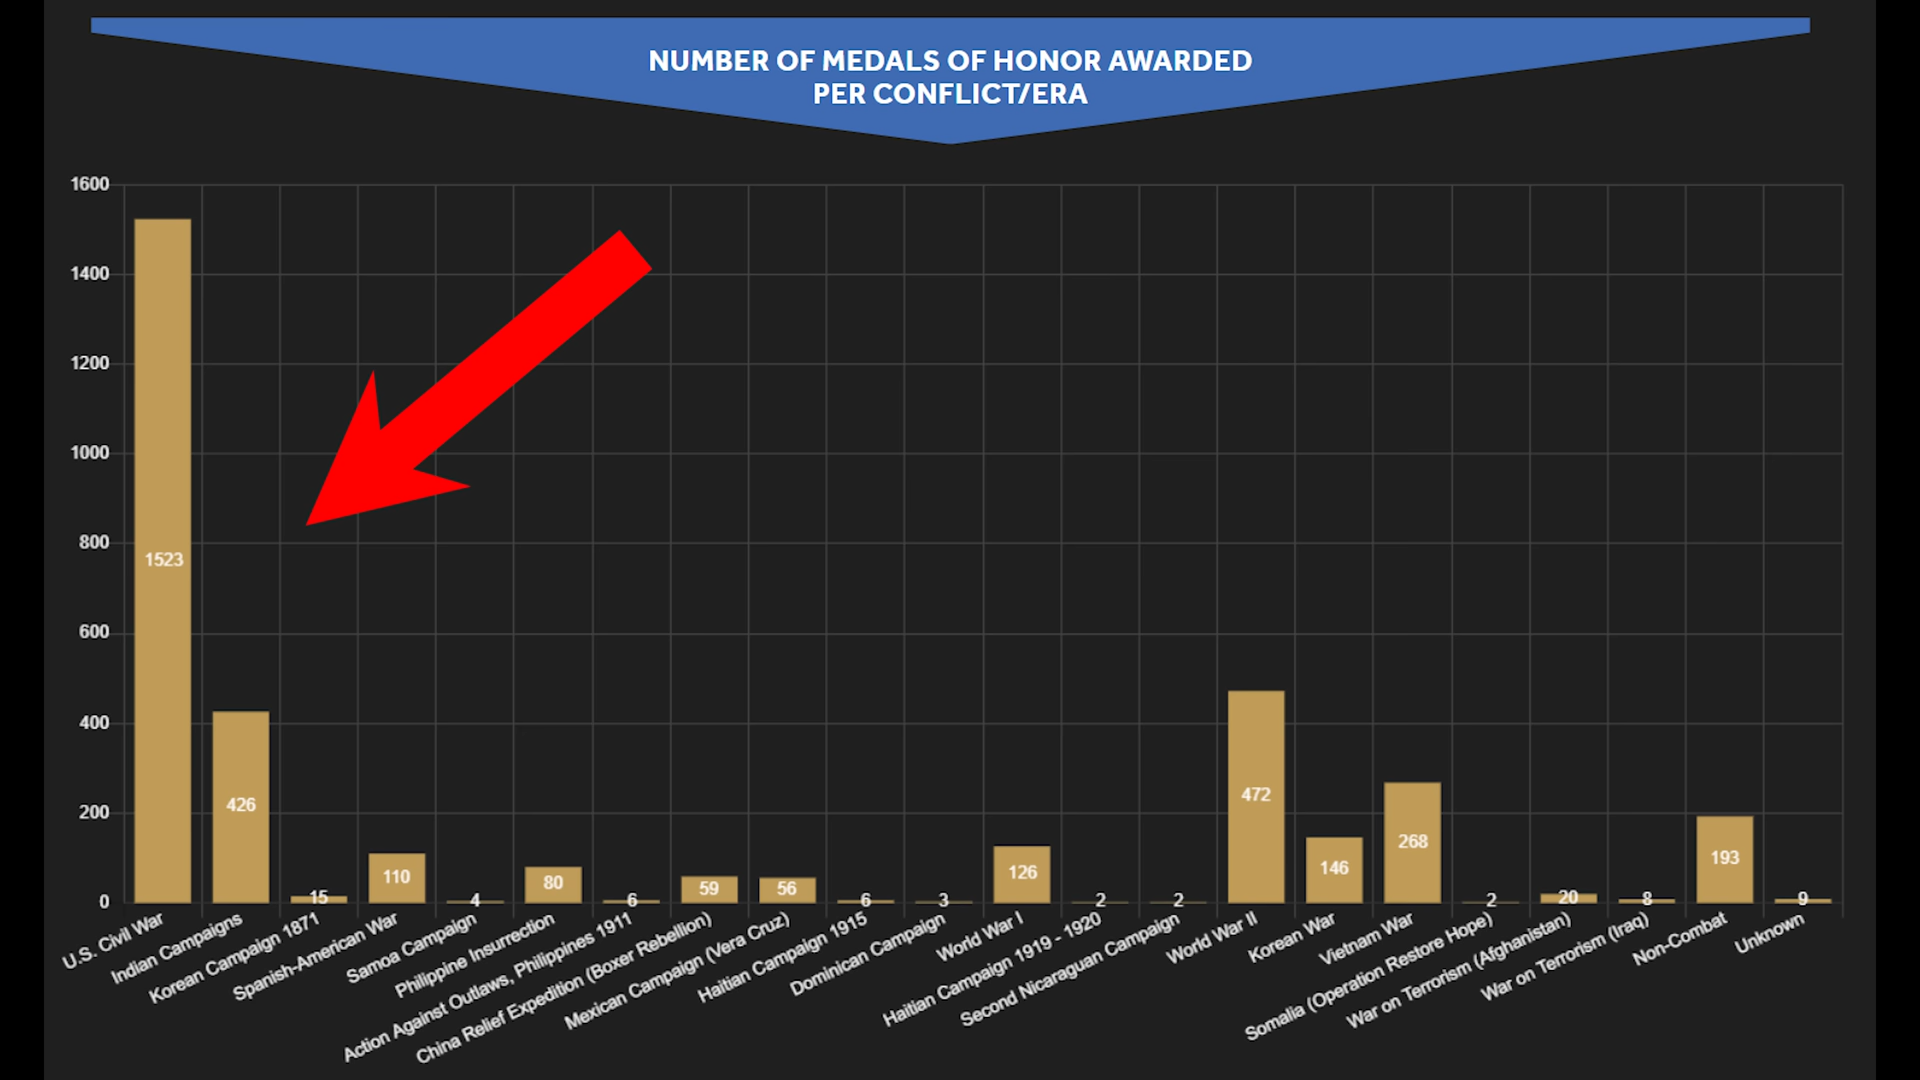 NUMBER OF MEDALS OF HONOR AWARDED
PER CONFLICT/ERA
1600
1400
1200
1000
800
600
400
200
0
1523
426
15
110
4
80
6
59
56
6
3
126
2
2
472
146
268
2
20
8
193
9
U.S. Civil War
Indian Campaigns
Korean Campaign 1871
Spanish-American War
Samoa Campaign
Philippine Insurrection
Action Against Outlaws, Philippines 1911
China Relief Expedition (Boxer Rebellion)
Mexican Campaign (Vera Cruz)
Haitian Campaign 1915
Dominican Campaign
World War I
Haitian Campaign 1919 - 1920
Second Nicaraguan Campaign
World War II
Korean War
Vietnam War
Somalia (Operation Restore Hope)
War on Terrorism (Afghanistan)
War on Terrorism (Iraq)
Non-Combat
Unknown